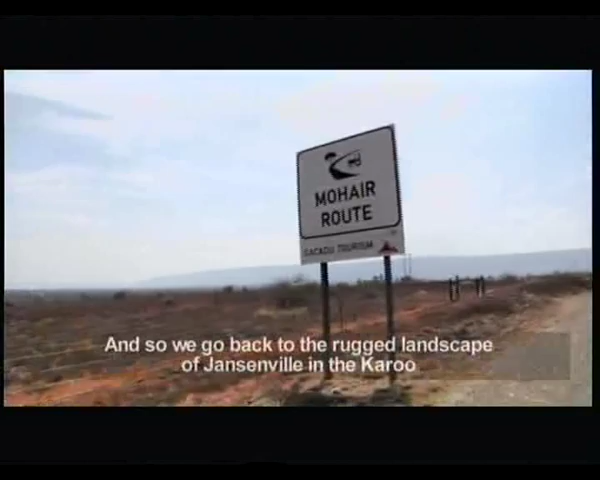 MOHAIR
ROUTE
CACADU TOURISM
And so we go back to the rugged landscape
of Jansenville in the Karoo